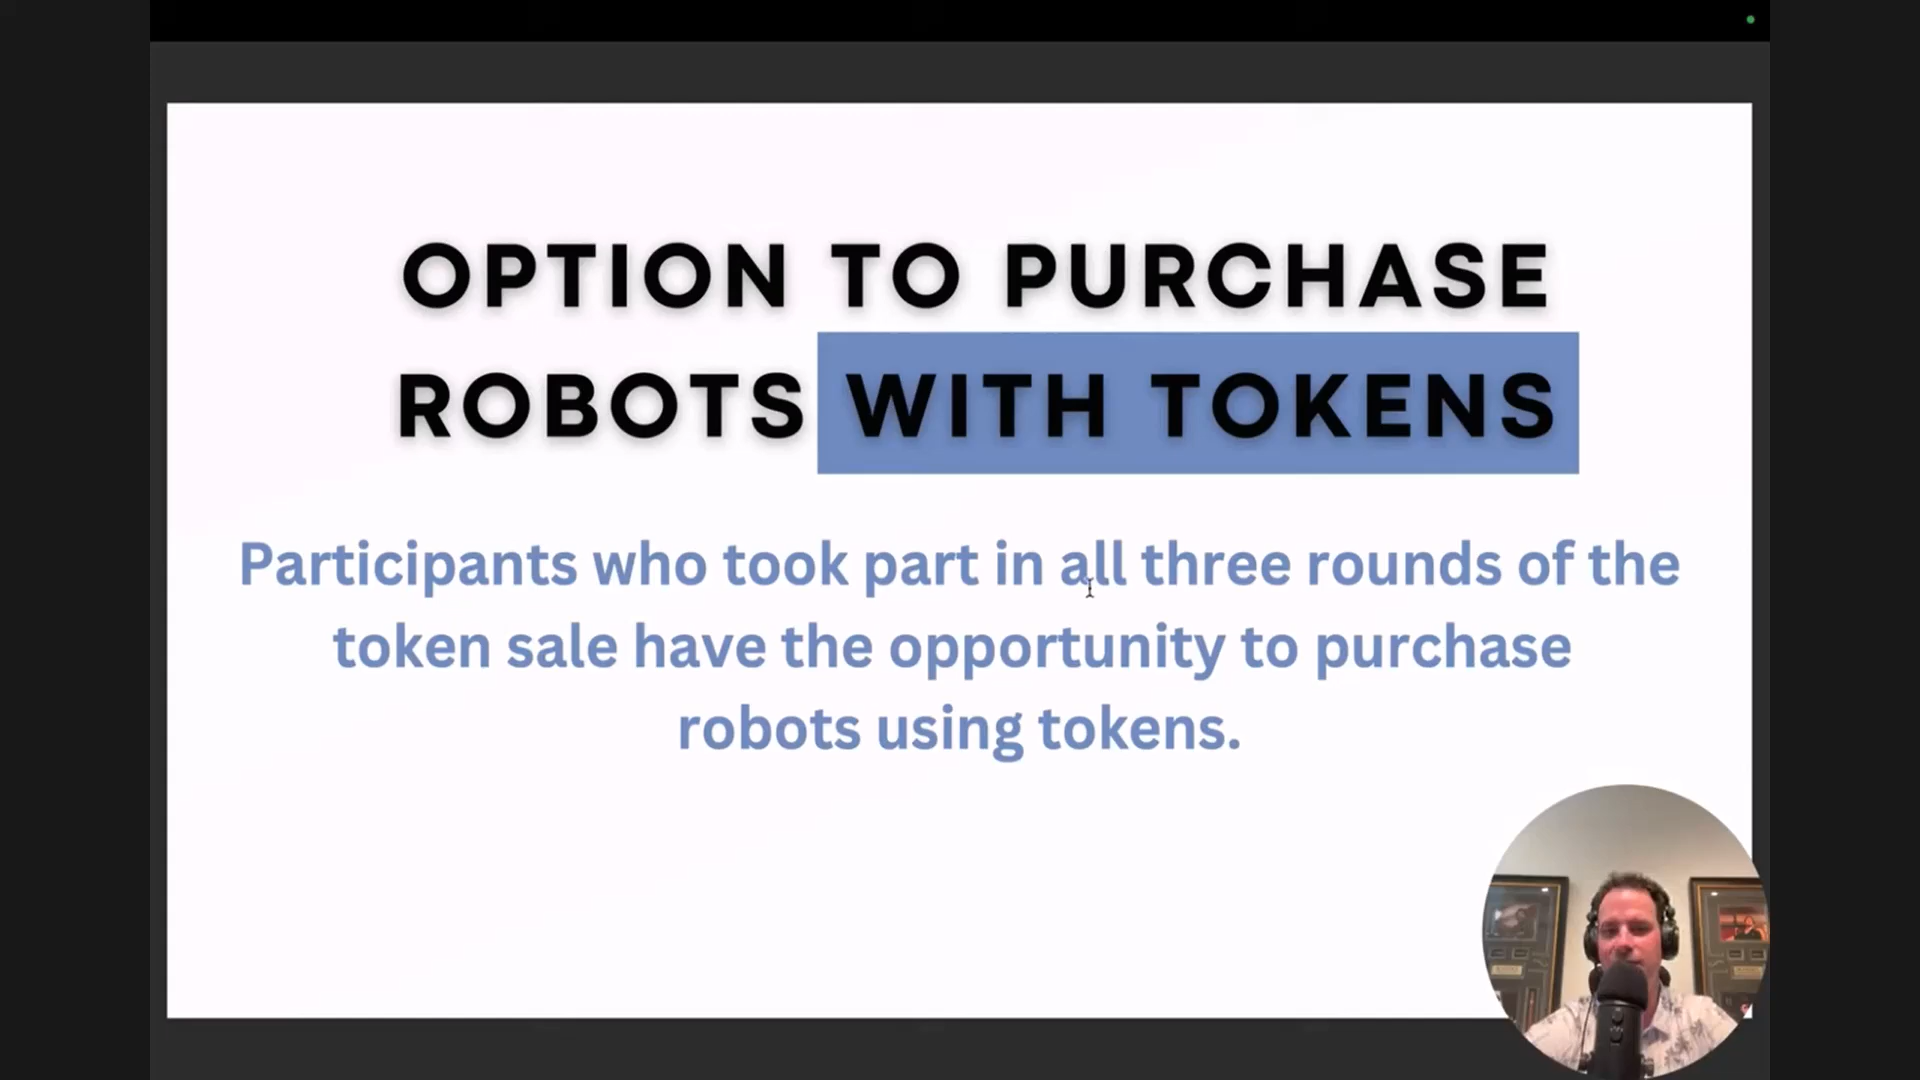 OPTION TO PURCHASE
ROBOTS WITH TOKENS
Participants who took part in all three rounds of the
token sale have the opportunity to purchase
robots using tokens.